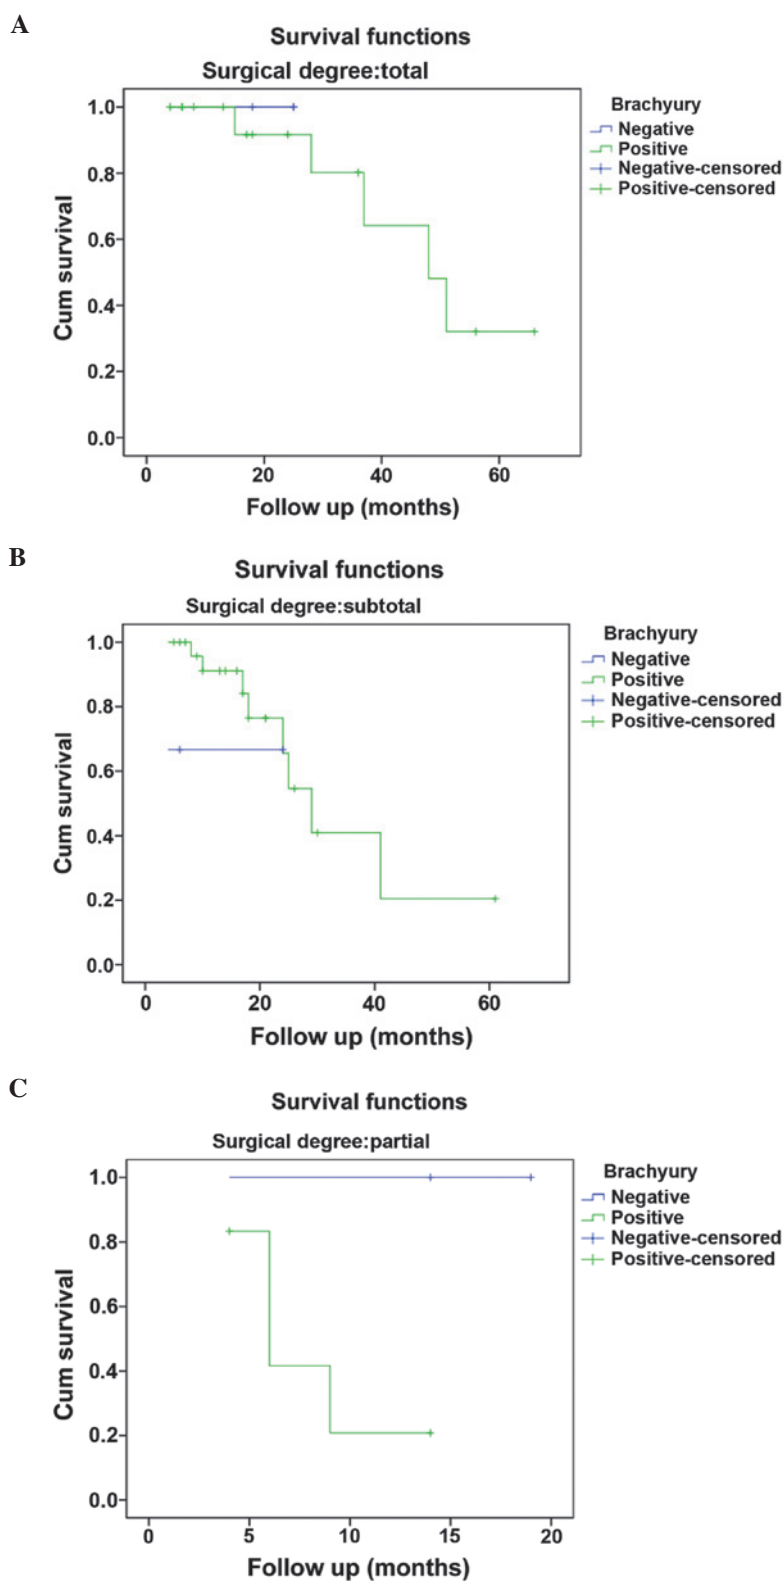 A
Survival functions
Surgical degree:total
1.0
0.8
0.6
0.4
0.2
0.0
Cum survival
0 20 40 60
Follow up (months)
Brachyury
Negative
Positive
Negative-censored
Positive-censored
B
Survival functions
Surgical degree:subtotal
1.0
0.8
0.6
0.4
0.2
0.0
Cum survival
0 20 40 60
Follow up (months)
Brachyury
Negative
Positive
Negative-censored
Positive-censored
C
Survival functions
Surgical degree:partial
1.0
0.8
0.6
0.4
0.2
0.0
Cum survival
0 5 10 15 20
Follow up (months)
Brachyury
Negative
Positive
Negative-censored
Positive-censored